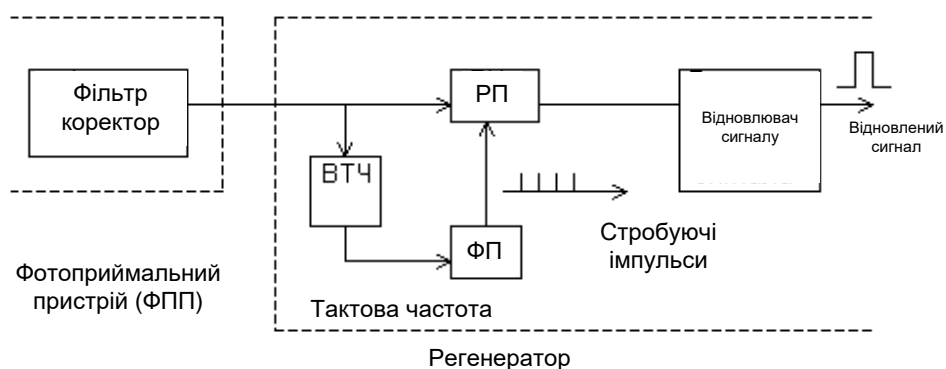 Фільтр
коректор
РП
Відновлювач
сигналу
Відновлений
сигнал
ВТЧ
ФП
Стробуючі
імпульси
Фотоприймальний
пристрій (ФПП)
Тактова частота
Регенератор